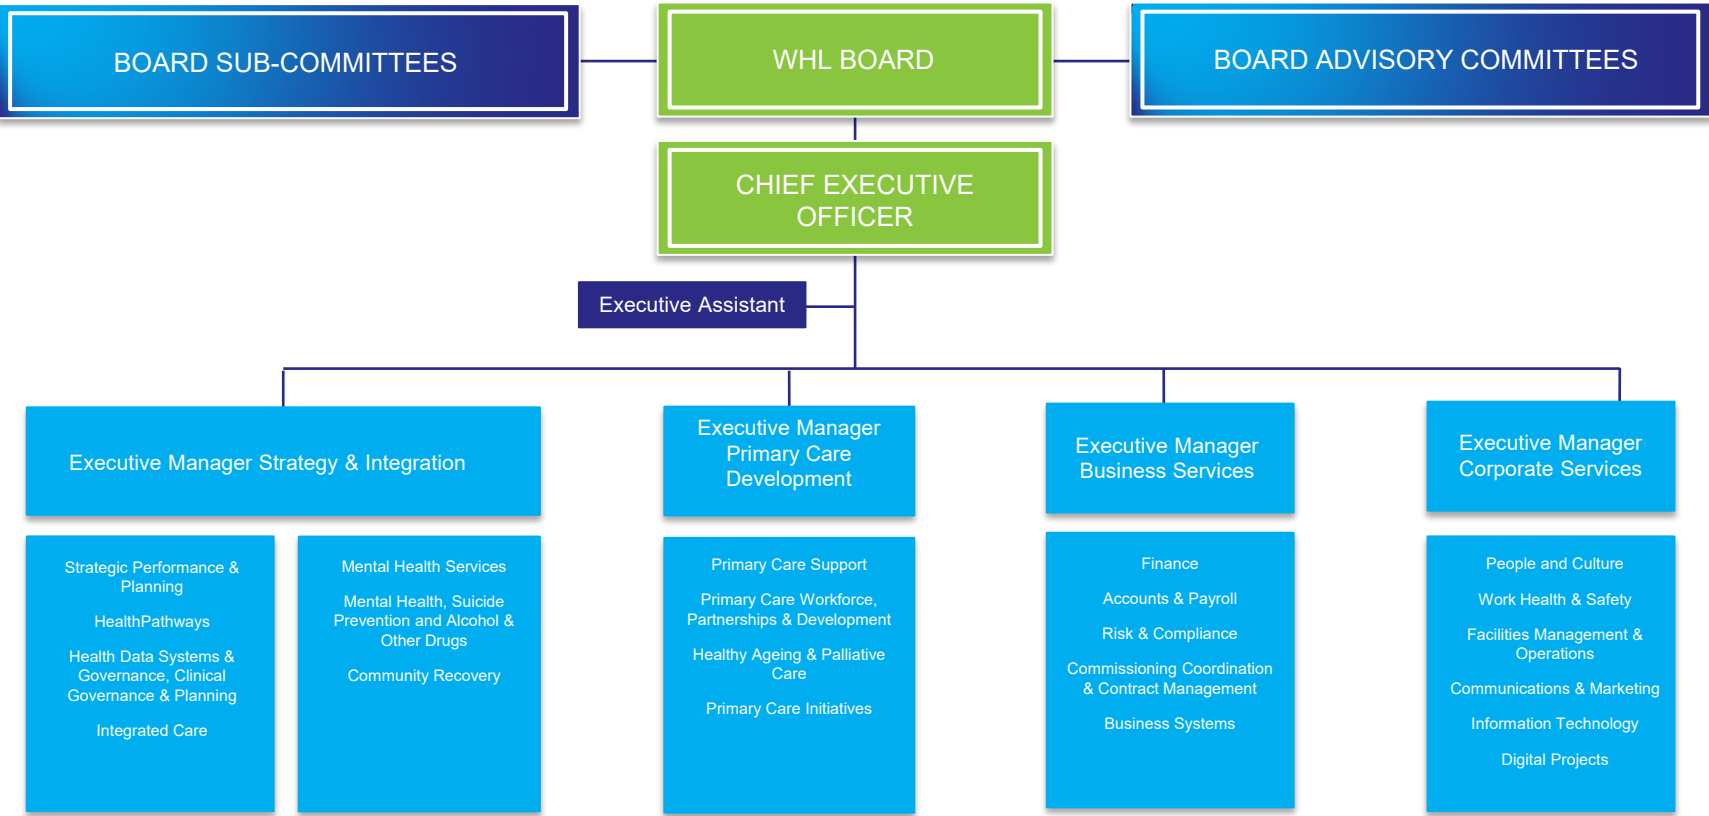 BOARD SUB-COMMITTEES
WHL BOARD
BOARD ADVISORY COMMITTEES
CHIEF EXECUTIVE
OFFICER
Executive Assistant
Executive Manager Strategy & Integration
Strategic Performance &
Planning
HealthPathways
Health Data Systems &
Governance, Clinical
Governance & Planning
Integrated Care
Mental Health Services
Mental Health, Suicide
Prevention and Alcohol &
Other Drugs
Community Recovery
Executive Manager
Primary Care
Development
Primary Care Support
Primary Care Workforce,
Partnerships & Development
Healthy Ageing & Palliative
Care
Primary Care Initiatives
Executive Manager
Business Services
Finance
Accounts & Payroll
Risk & Compliance
Commissioning Coordination
& Contract Management
Business Systems
Executive Manager
Corporate Services
People and Culture
Work Health & Safety
Facilities Management &
Operations
Communications & Marketing
Information Technology
Digital Projects